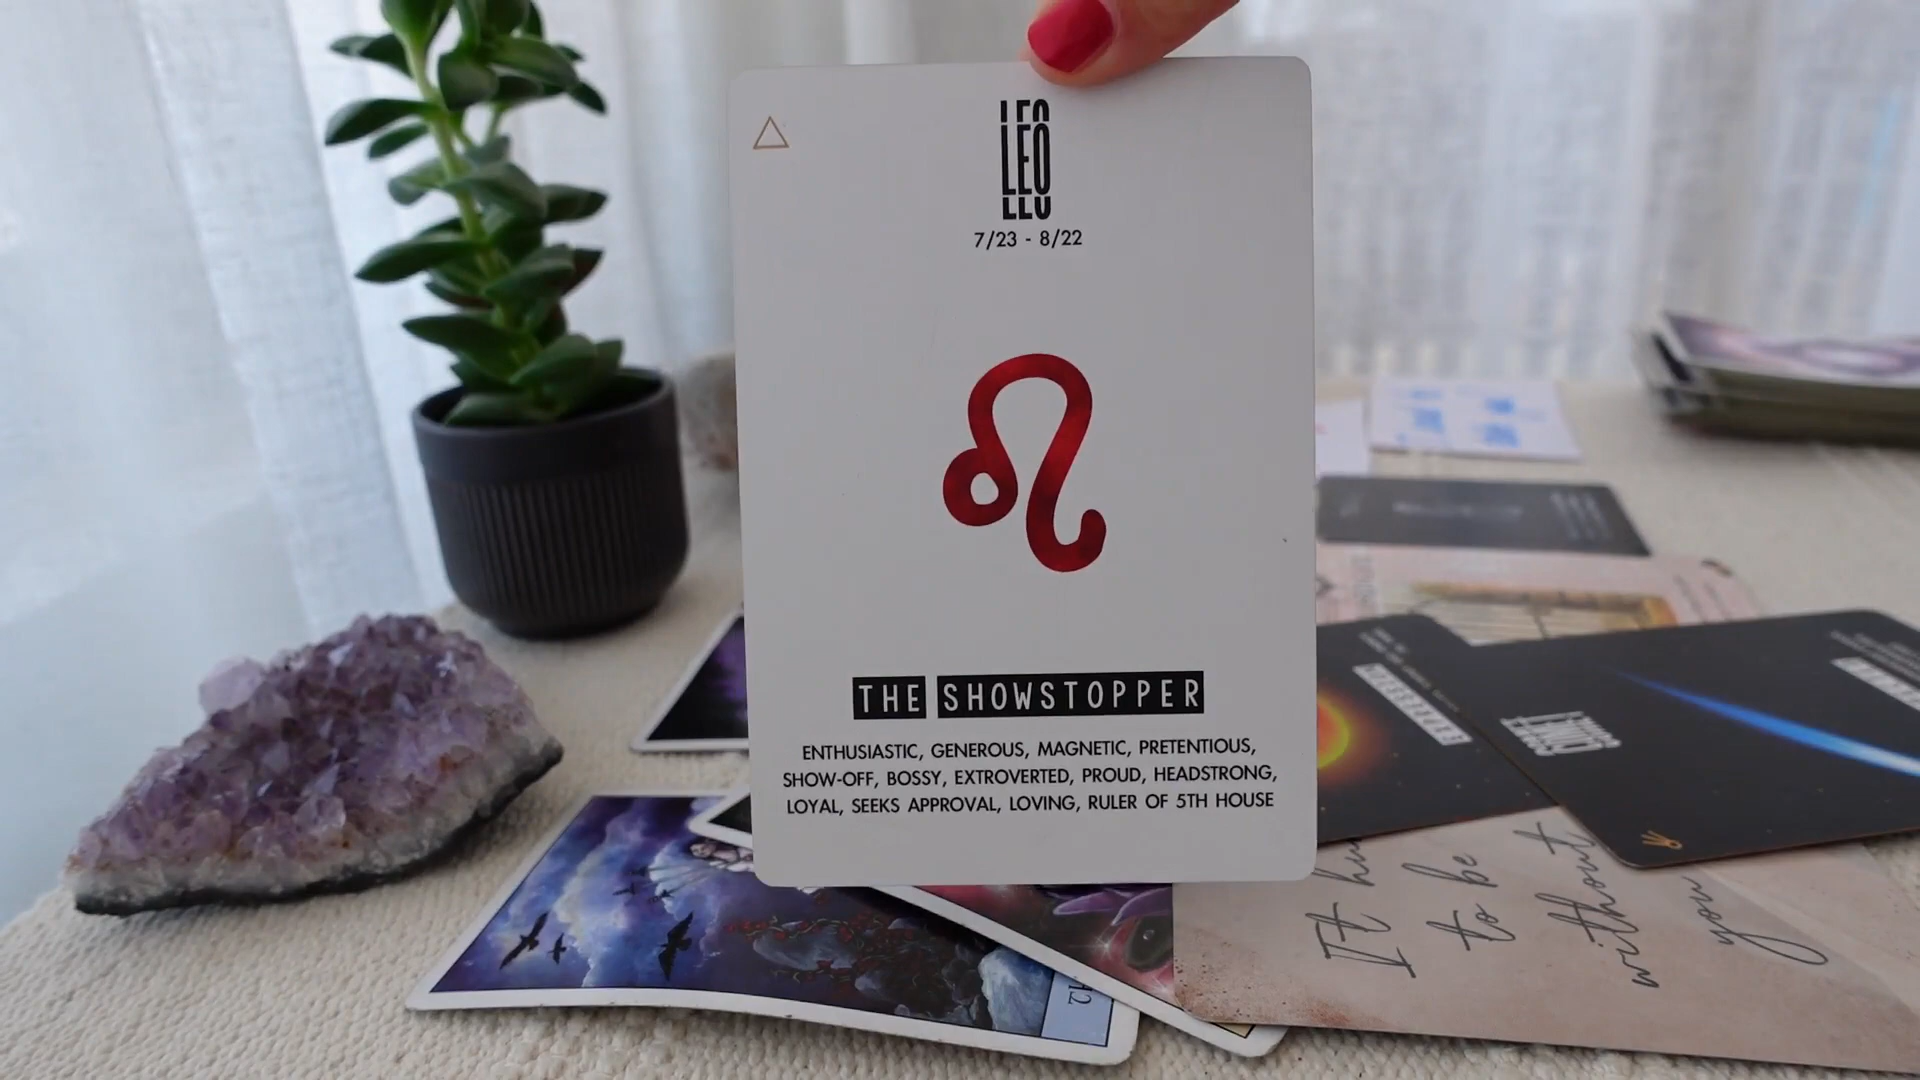 LEO
7/23 - 8/22
THE SHOWSTOPPER
ENTHUSIASTIC, GENEROUS, MAGNETIC, PRETENTIOUS,
SHOW-OFF, BOSSY, EXTROVERTED, PROUD, HEADSTRONG,
LOYAL, SEEKS APPROVAL, LOVING, RULER OF 5TH HOUSE
It
to be
without
you